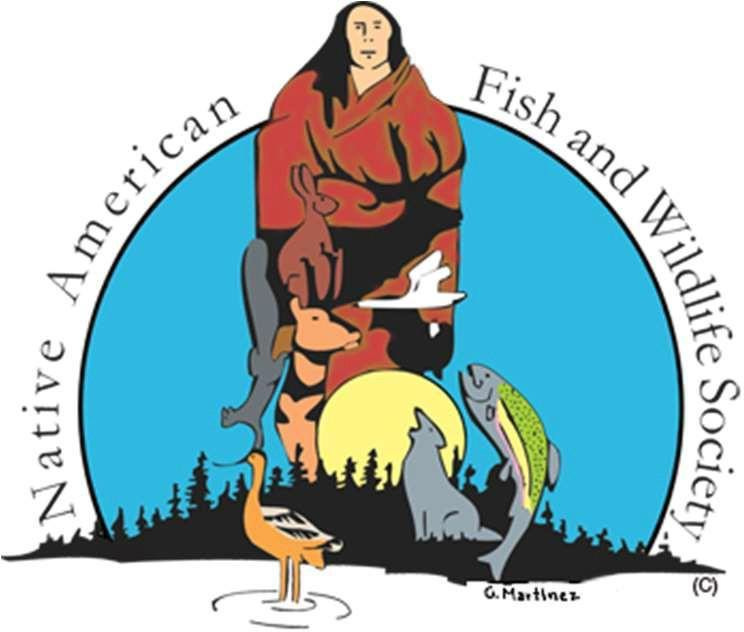 Native American
Fish and Wildlife Society
G. Martinez
(C)